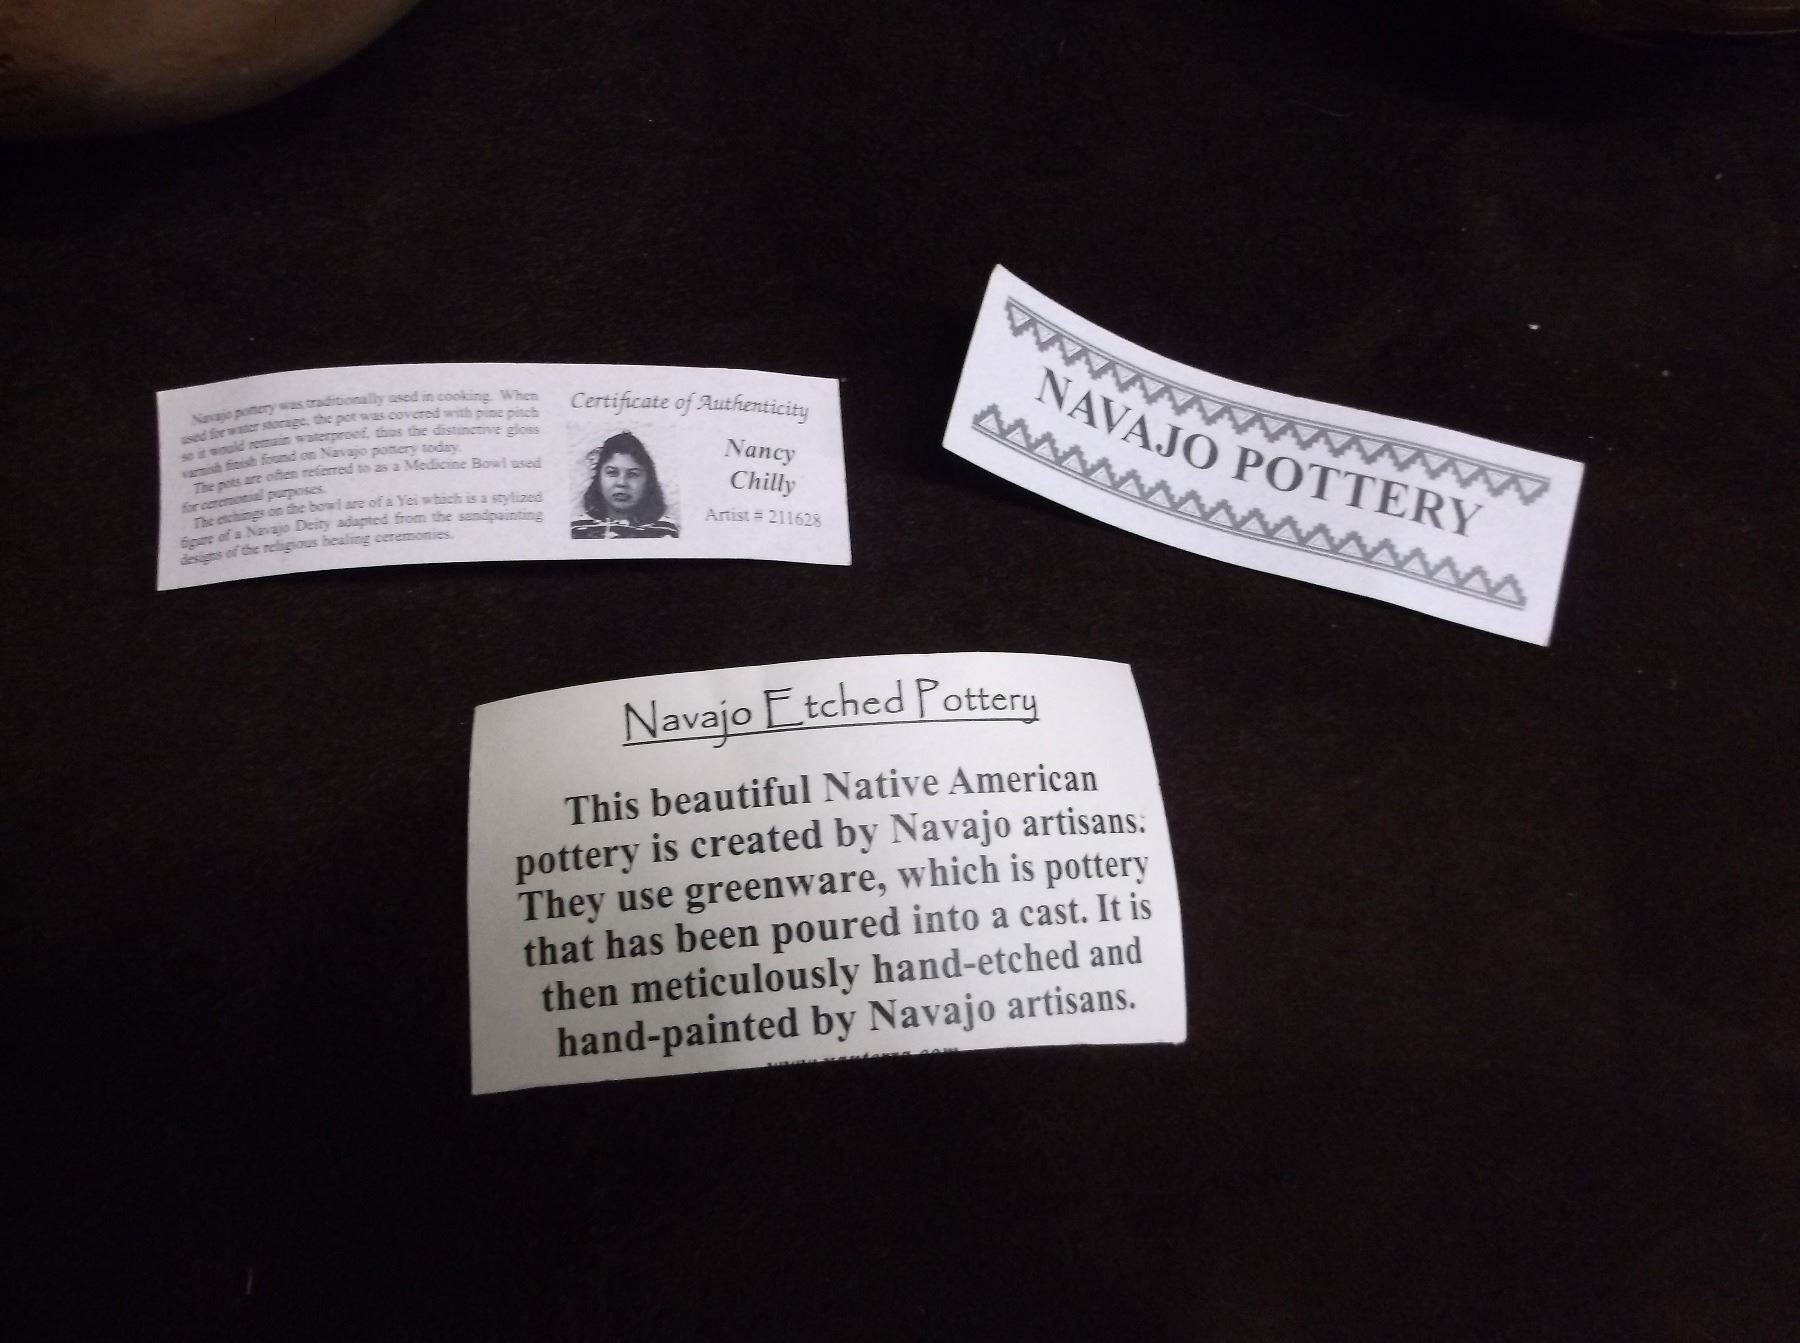 Navajo pottery was traditionally used in cooking. When
used for water storage, the pot was covered with pine pitch
so it would remain waterproof, thus the distinctive gloss
varnish finish found on Navajo pottery today.
The pots are often referred to as a Medicine Bowl used
for ceremonial purposes.
The etchings on the bowl are of a Yei which is a stylized
figure of a Navajo Deity adapted from the sandpainting
designs of the religious healing ceremonies.
Certificate of Authenticity
Nancy
Chilly
Artist # 211628
NAVAJO POTTERY
Navajo Etched Pottery
This beautiful Native American
pottery is created by Navajo artisans.
They use greenware, which is pottery
that has been poured into a cast. It is
then meticulously hand-etched and
hand-painted by Navajo artisans.